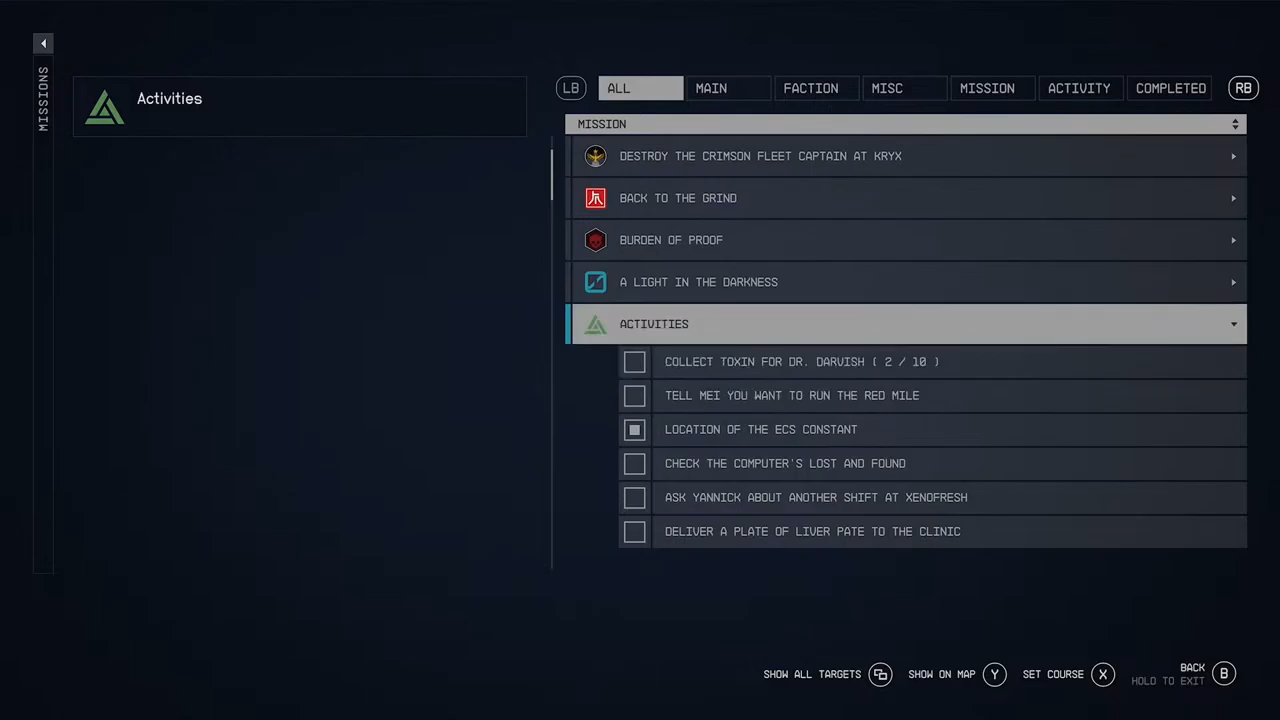 MISSIONS
Activities
LB ALL MAIN FACTION MISC MISSION ACTIVITY COMPLETED RB
MISSION
DESTROY THE CRIMSON FLEET CAPTAIN AT KRYX
BACK TO THE GRIND
BURDEN OF PROOF
A LIGHT IN THE DARKNESS
ACTIVITIES
COLLECT TOXIN FOR DR. DARVISH ( 2 / 10 )
TELL MEI YOU WANT TO RUN THE RED MILE
LOCATION OF THE ECS CONSTANT
CHECK THE COMPUTER'S LOST AND FOUND
ASK YANNICK ABOUT ANOTHER SHIFT AT XENOFRESH
DELIVER A PLATE OF LIVER PATE TO THE CLINIC
SHOW ALL TARGETS SHOW ON MAP Y SET COURSE X BACK B
HOLD TO EXIT